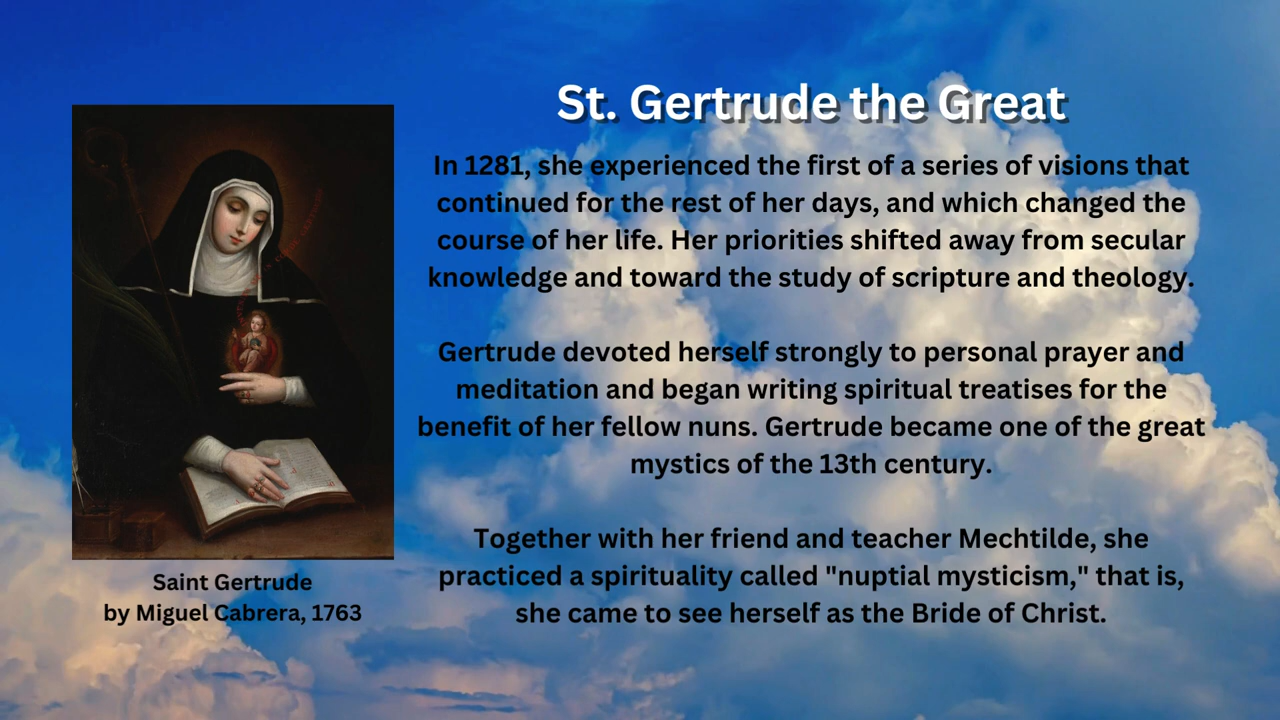 St. Gertrude the Great
In 1281, she experienced the first of a series of visions that
continued for the rest of her days, and which changed the
course of her life. Her priorities shifted away from secular
knowledge and toward the study of scripture and theology.
Gertrude devoted herself strongly to personal prayer and
meditation and began writing spiritual treatises for the
benefit of her fellow nuns. Gertrude became one of the great
mystics of the 13th century.
Together with her friend and teacher Mechtilde, she
practiced a spirituality called "nuptial mysticism," that is,
she came to see herself as the Bride of Christ.
Saint Gertrude
by Miguel Cabrera, 1763